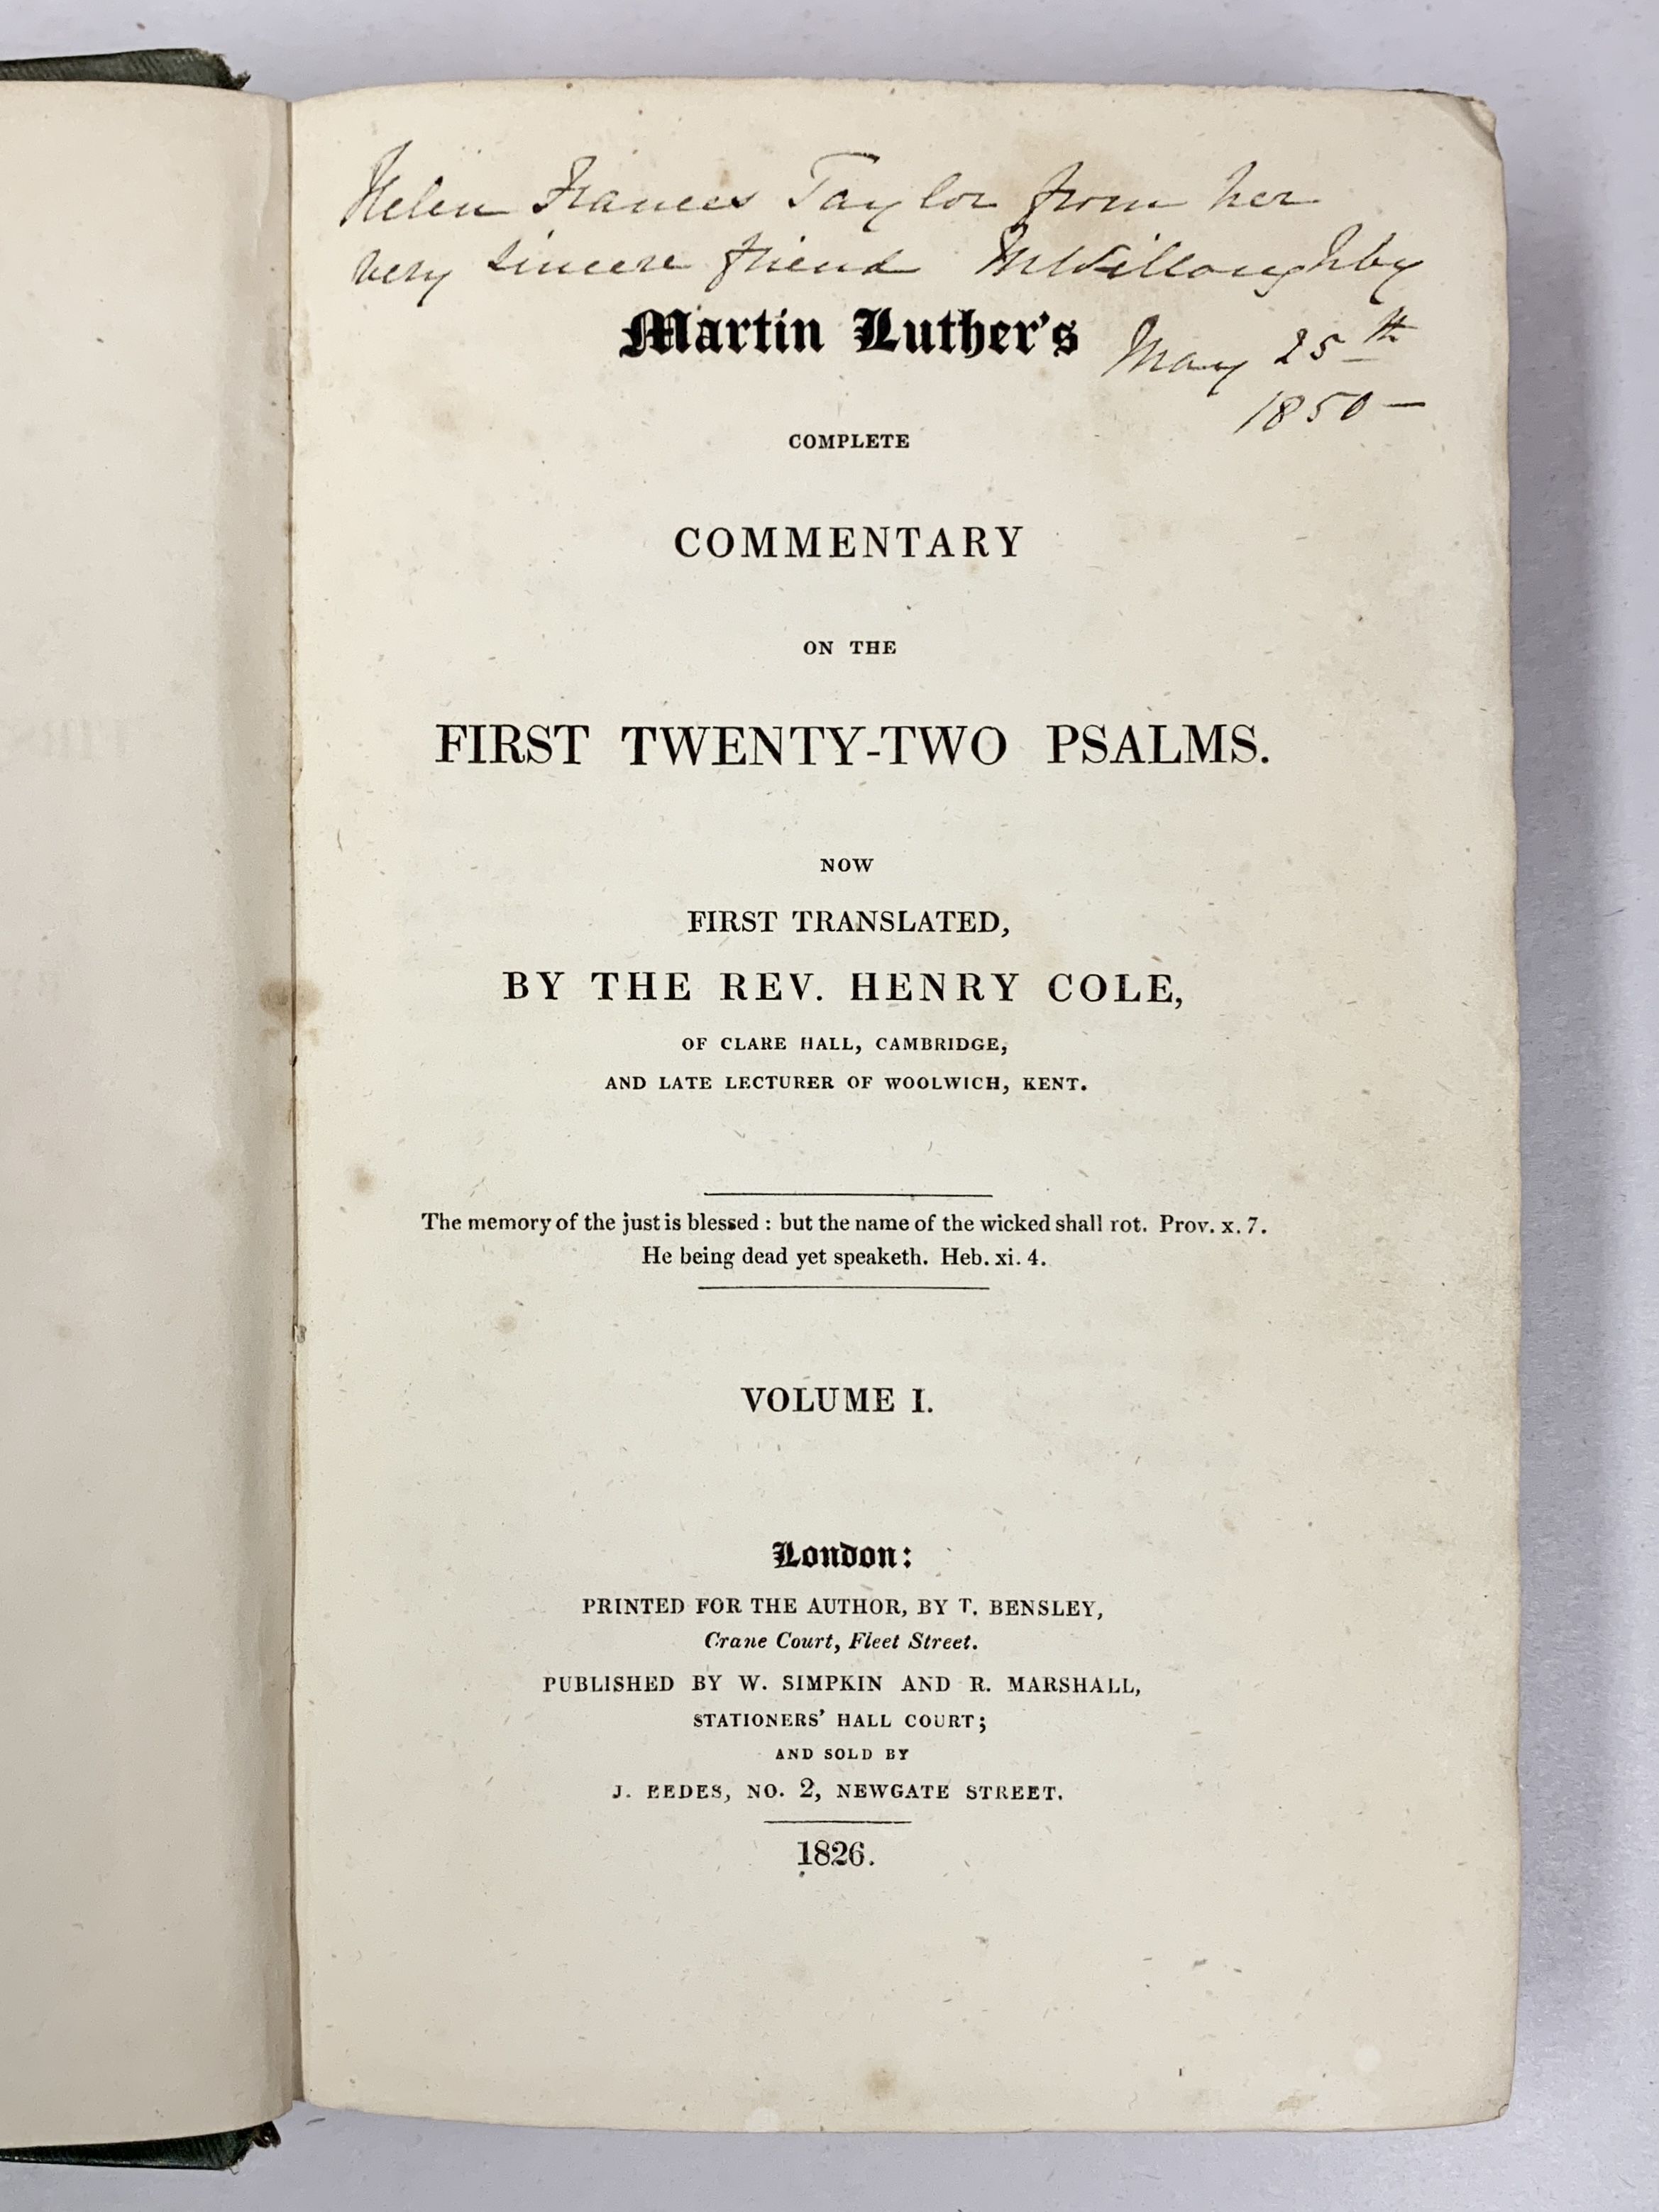 Helen Frances Taylor from her
very sincere friend M Willoughby
Martin Luther's
May 25th
1850 —
COMPLETE
COMMENTARY
ON THE
FIRST TWENTY-TWO PSALMS.
NOW
FIRST TRANSLATED,
BY THE REV. HENRY COLE,
OF CLARE HALL, CAMBRIDGE,
AND LATE LECTURER OF WOOLWICH, KENT.
The memory of the just is blessed : but the name of the wicked shall rot. Prov. x. 7.
He being dead yet speaketh. Heb. xi. 4.
VOLUME I.
London:
PRINTED FOR THE AUTHOR, BY T. BENSLEY,
Crane Court, Fleet Street.
PUBLISHED BY W. SIMPKIN AND R. MARSHALL,
STATIONERS' HALL COURT;
AND SOLD BY
J. EEDES, NO. 2, NEWGATE STREET.
1826.